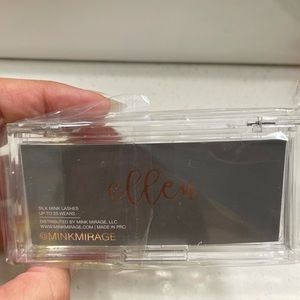 ellen
SILK MINK LASHES
UP TO 25 WEARS
DISTRIBUTED BY MINK MIRAGE, LLC
WWW.MINKMIRAGE.COM | MADE IN PRC
@MINKMIRAGE